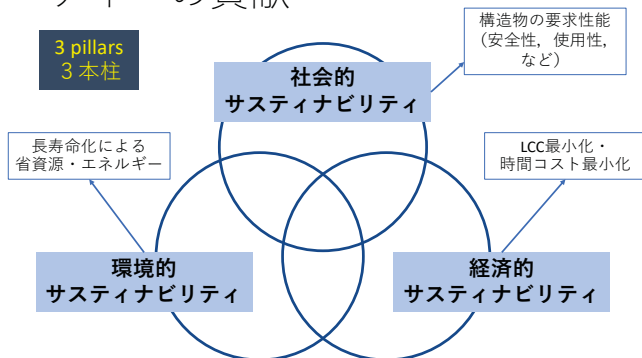 の貢献
3 pillars
３本柱
構造物の要求性能
（安全性，使用性，
など）
社会的
サスティナビリティ
長寿命化による
省資源・エネルギー
LCC最小化・
時間コスト最小化
環境的
サスティナビリティ
経済的
サスティナビリティ